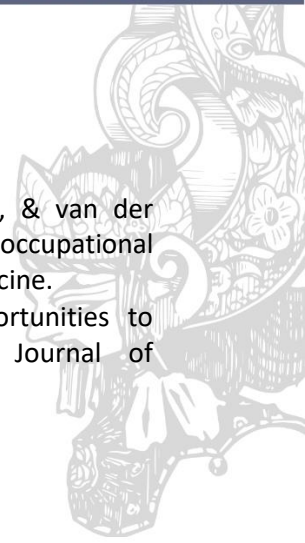 , & van der
occupational
cine.
ortunities to
Journal of